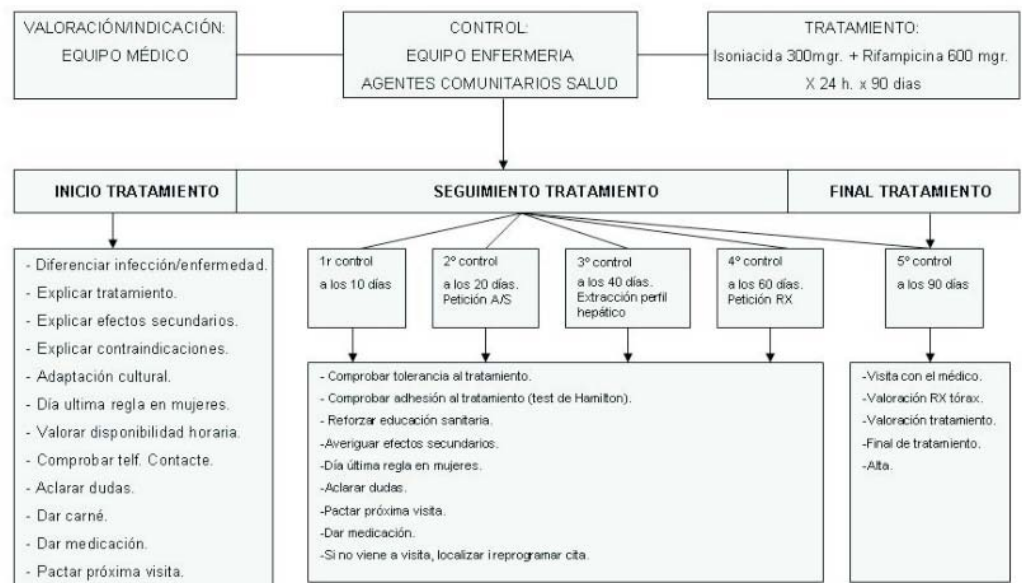 VALORACIÓN/INDICACIÓN:
EQUIPO MÉDICO
CONTROL:
EQUIPO ENFERMERIA
AGENTES COMUNITARIOS SALUD
TRATAMIENTO:
Isoniacida 300mgr. + Rifampicina 600 mgr.
X 24 h. x 90 dias
INICIO TRATAMIENTO
SEGUIMIENTO TRATAMIENTO
FINAL TRATAMIENTO
- Diferenciar infección/enfermedad.
- Explicar tratamiento.
- Explicar efectos secundarios.
- Explicar contraindicaciones.
- Adaptación cultural.
- Día ultima regla en mujeres.
- Valorar disponibilidad horaria.
- Comprobar telf. Contacte.
- Aclarar dudas.
- Dar carné.
- Dar medicación.
- Pactar próxima visita.
1r control
a los 10 días
2º control
a los 20 días.
Petición A/S
3º control
a los 40 días.
Extracción perfil
hepático
4º control
a los 60 días.
Petición RX
5º control
a los 90 días
- Comprobar tolerancia al tratamiento.
- Comprobar adhesión al tratamiento (test de Hamilton).
- Reforzar educación sanitaria.
-Averiguar efectos secundarios.
-Día última regla en mujeres.
-Aclarar dudas.
-Pactar próxima visita.
-Dar medicación.
-Si no viene a visita, localizar i reprogramar cita.
-Visita con el médico.
-Valoración RX tórax.
-Valoración tratamiento.
-Final de tratamiento.
-Alta.